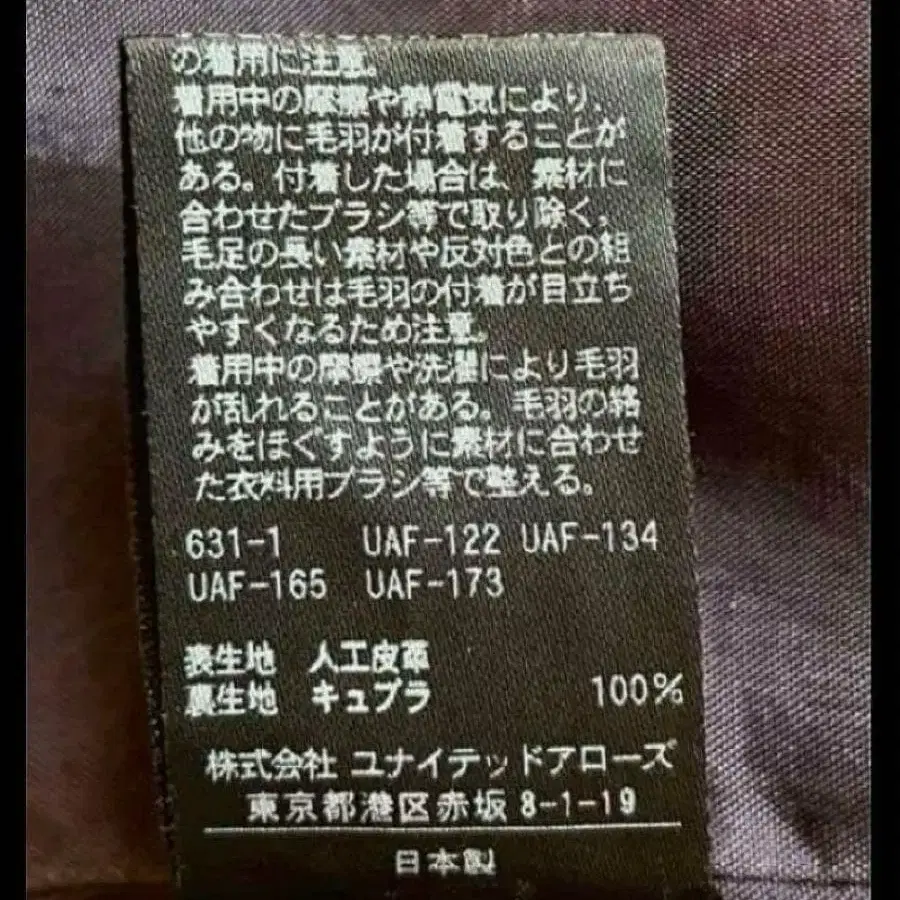 の着用に注意。
着用中の摩擦や静電気により、
他の物に毛羽が付着することが
ある。付着した場合は、素材に
合わせたブラシ等で取り除く。
毛足の長い素材や反対色との組
み合わせは毛羽の付着が目立ち
やすくなるため注意。
着用中の摩擦や洗濯により毛羽
が乱れることがある。毛羽の絡
みをほぐすように素材に合わせ
た衣料用ブラシ等で整える。
631-1 UAF-122 UAF-134
UAF-165 UAF-173
表生地 人工皮革
裏生地 キュプラ 100%
株式会社 ユナイテッドアローズ
東京都港区赤坂 8-1-19
日本製